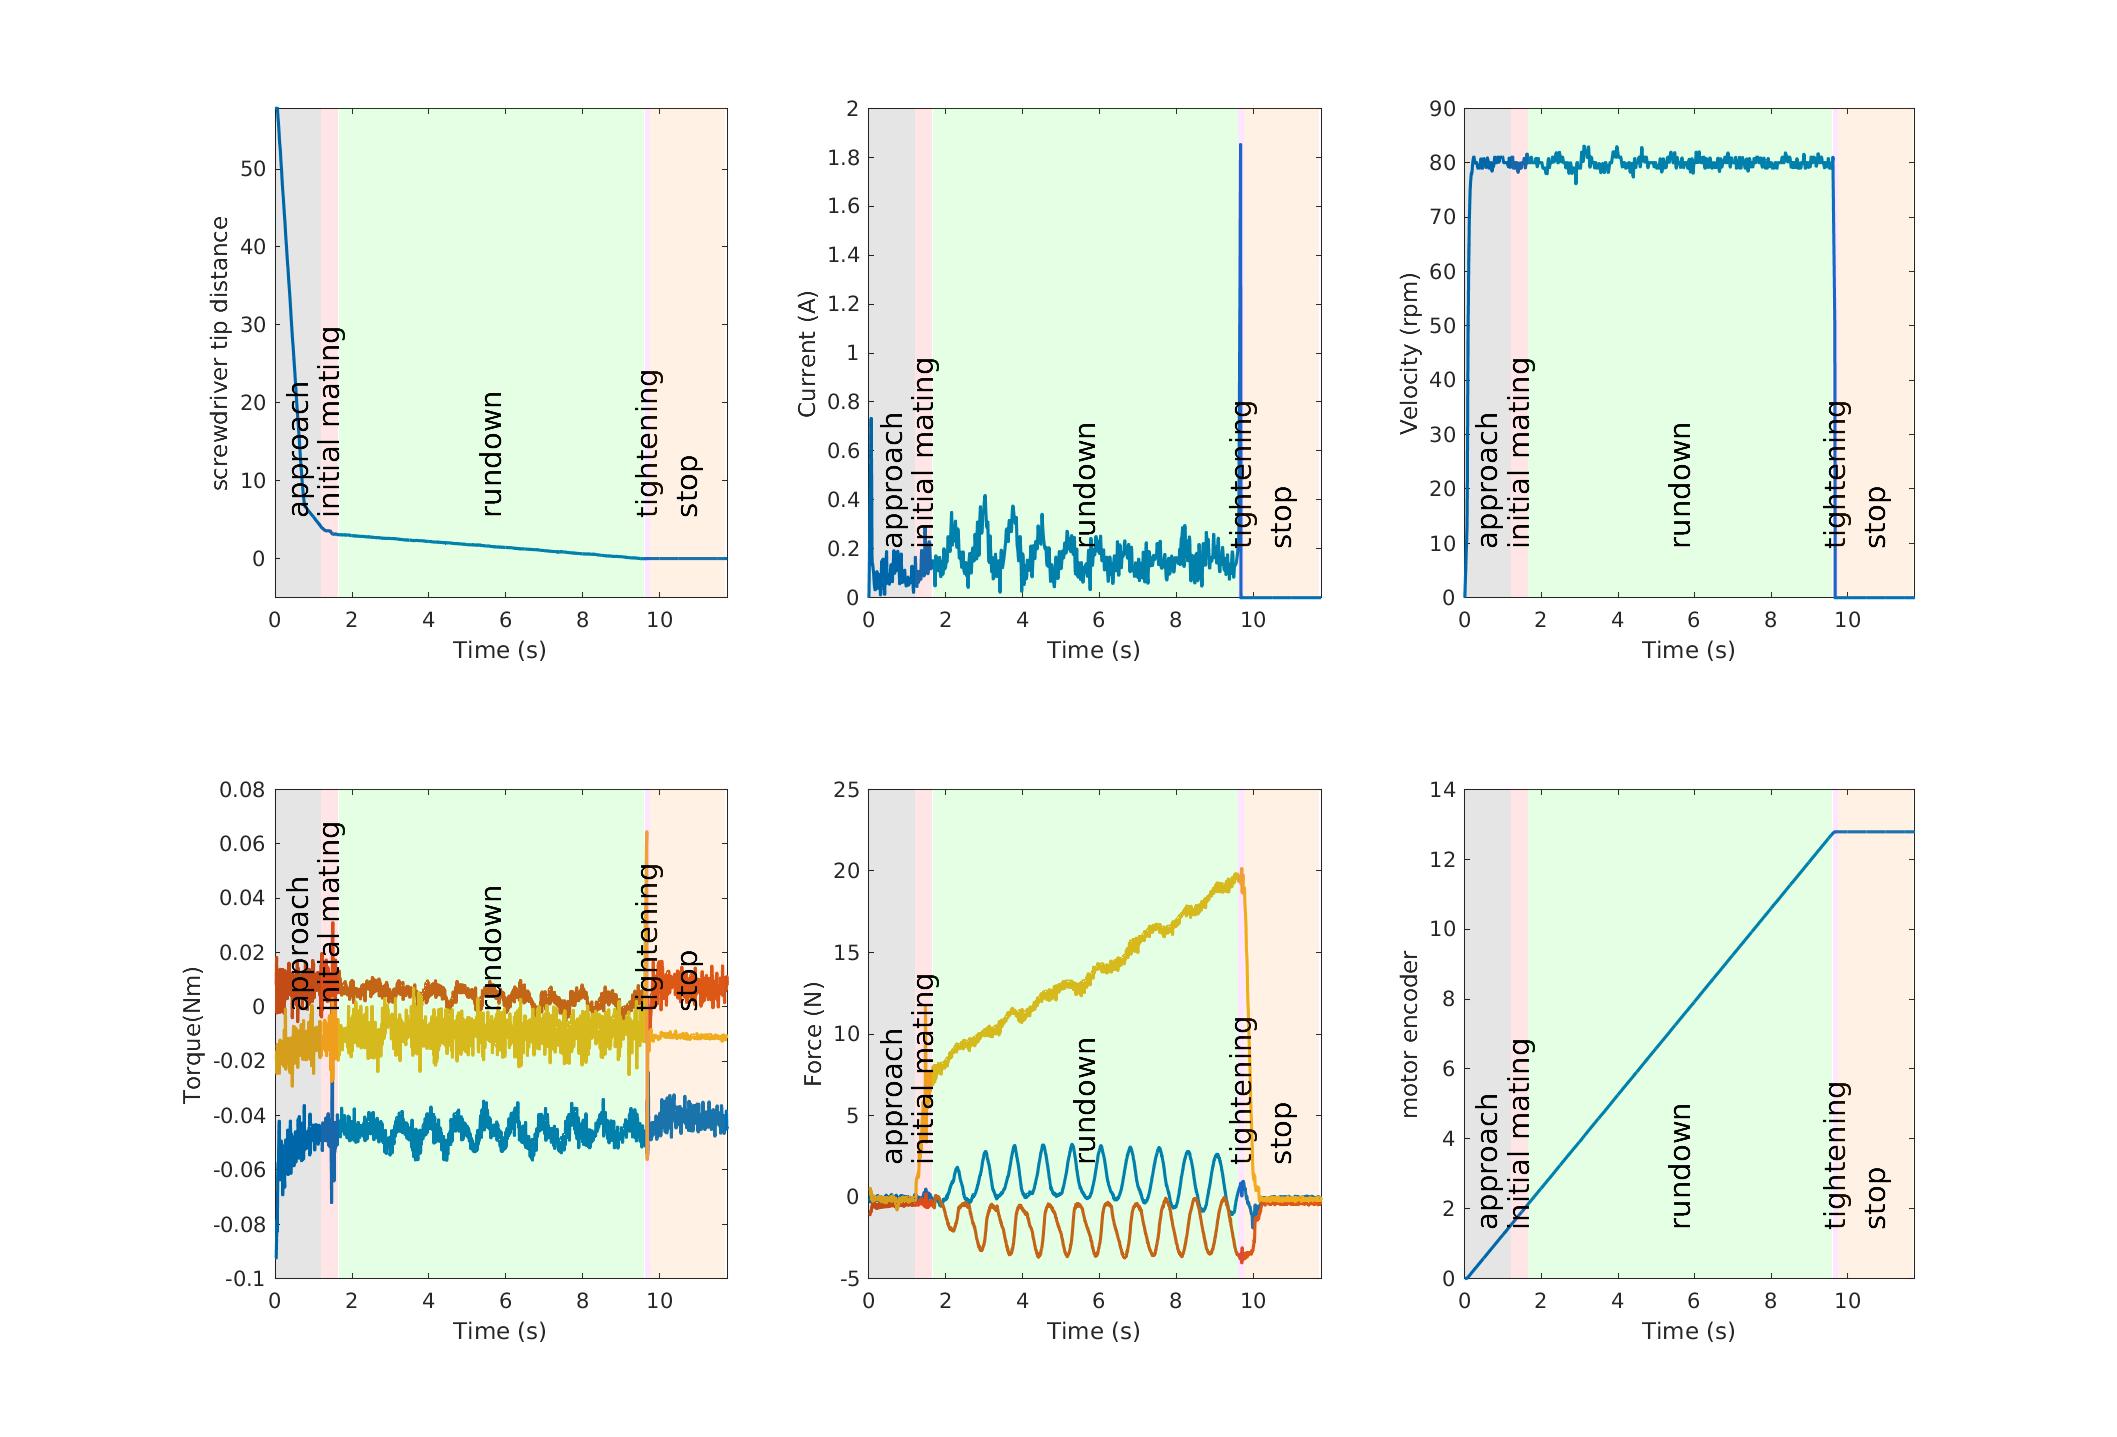 screwdriver tip distance
50
40
30
20
10
0
approach
initial mating
rundown
tightening
stop
0 2 4 6 8 10
Time (s)
Current (A)
2
1.8
1.6
1.4
1.2
1
0.8
0.6
0.4
0.2
0
approach
initial mating
rundown
tightening
stop
0 2 4 6 8 10
Time (s)
Velocity (rpm)
90
80
70
60
50
40
30
20
10
0
approach
initial mating
rundown
tightening
stop
0 2 4 6 8 10
Time (s)
Torque(Nm)
0.08
0.06
0.04
0.02
0
-0.02
-0.04
-0.06
-0.08
-0.1
approach
initial mating
rundown
tightening
stop
0 2 4 6 8 10
Time (s)
Force (N)
25
20
15
10
5
0
-5
approach
initial mating
rundown
tightening
stop
0 2 4 6 8 10
Time (s)
motor encoder
14
12
10
8
6
4
2
0
approach
initial mating
rundown
tightening
stop
0 2 4 6 8 10
Time (s)